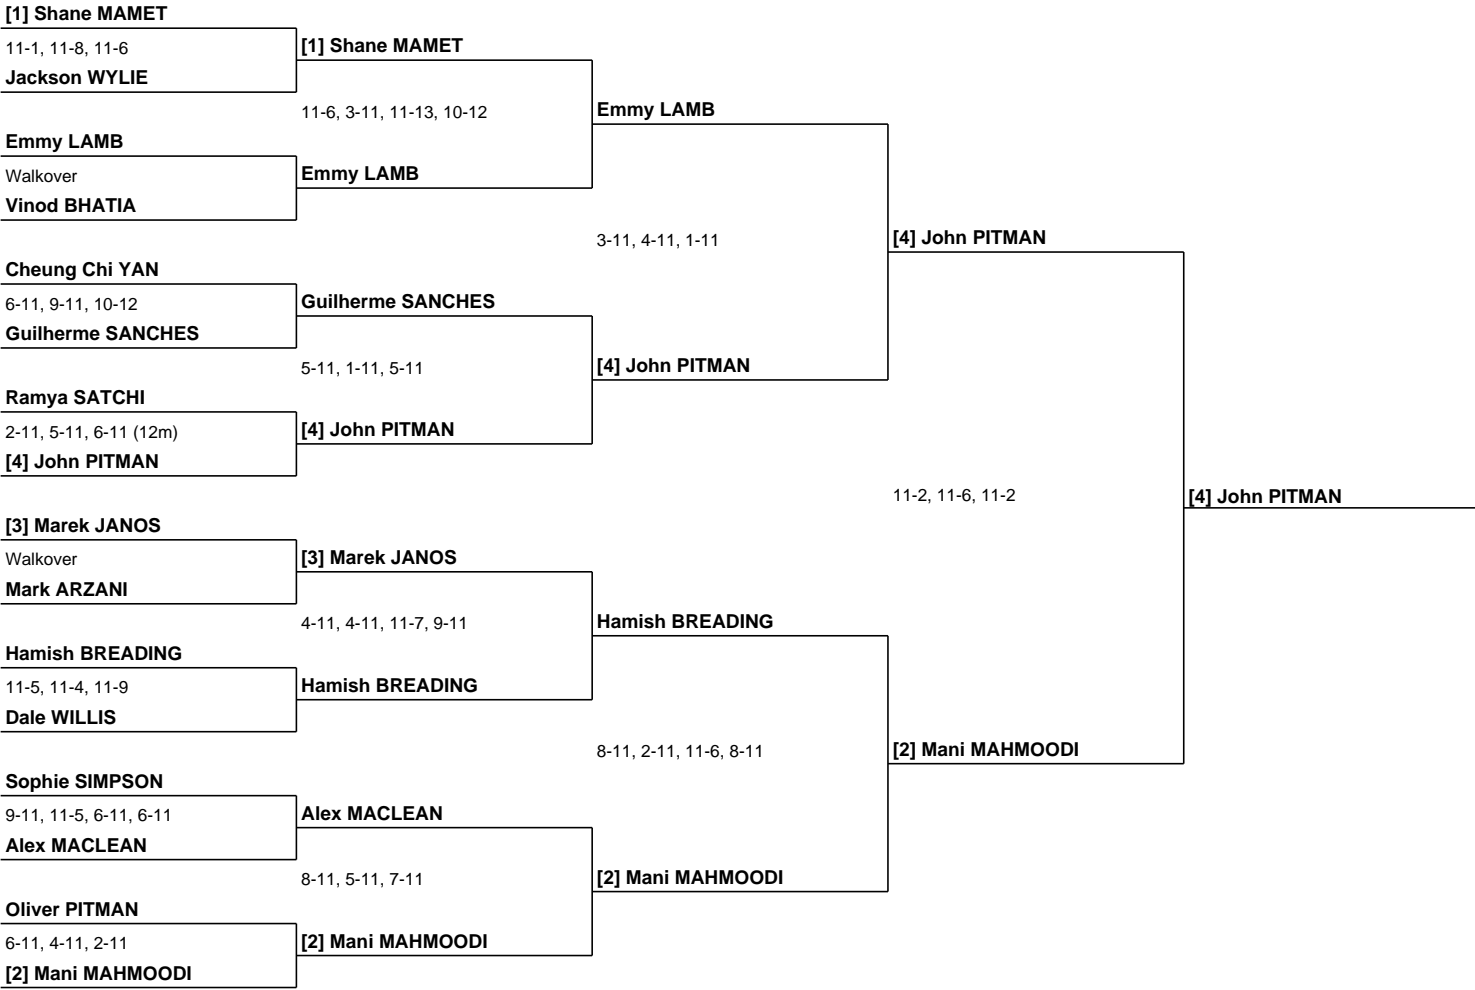 [1] Shane MAMET
11-1, 11-8, 11-6
Jackson WYLIE
Emmy LAMB
Walkover
Vinod BHATIA
Cheung Chi YAN
6-11, 9-11, 10-12
Guilherme SANCHES
Ramya SATCHI
2-11, 5-11, 6-11 (12m)
[4] John PITMAN
[3] Marek JANOS
Walkover
Mark ARZANI
Hamish BREADING
11-5, 11-4, 11-9
Dale WILLIS
Sophie SIMPSON
9-11, 11-5, 6-11, 6-11
Alex MACLEAN
Oliver PITMAN
6-11, 4-11, 2-11
[2] Mani MAHMOODI
[1] Shane MAMET
11-6, 3-11, 11-13, 10-12
Emmy LAMB
Guilherme SANCHES
5-11, 1-11, 5-11
[4] John PITMAN
[3] Marek JANOS
4-11, 4-11, 11-7, 9-11
Hamish BREADING
Alex MACLEAN
8-11, 5-11, 7-11
[2] Mani MAHMOODI
Emmy LAMB
3-11, 4-11, 1-11
[4] John PITMAN
Hamish BREADING
8-11, 2-11, 11-6, 8-11
[2] Mani MAHMOODI
[4] John PITMAN
11-2, 11-6, 11-2
[2] Mani MAHMOODI
[4] John PITMAN